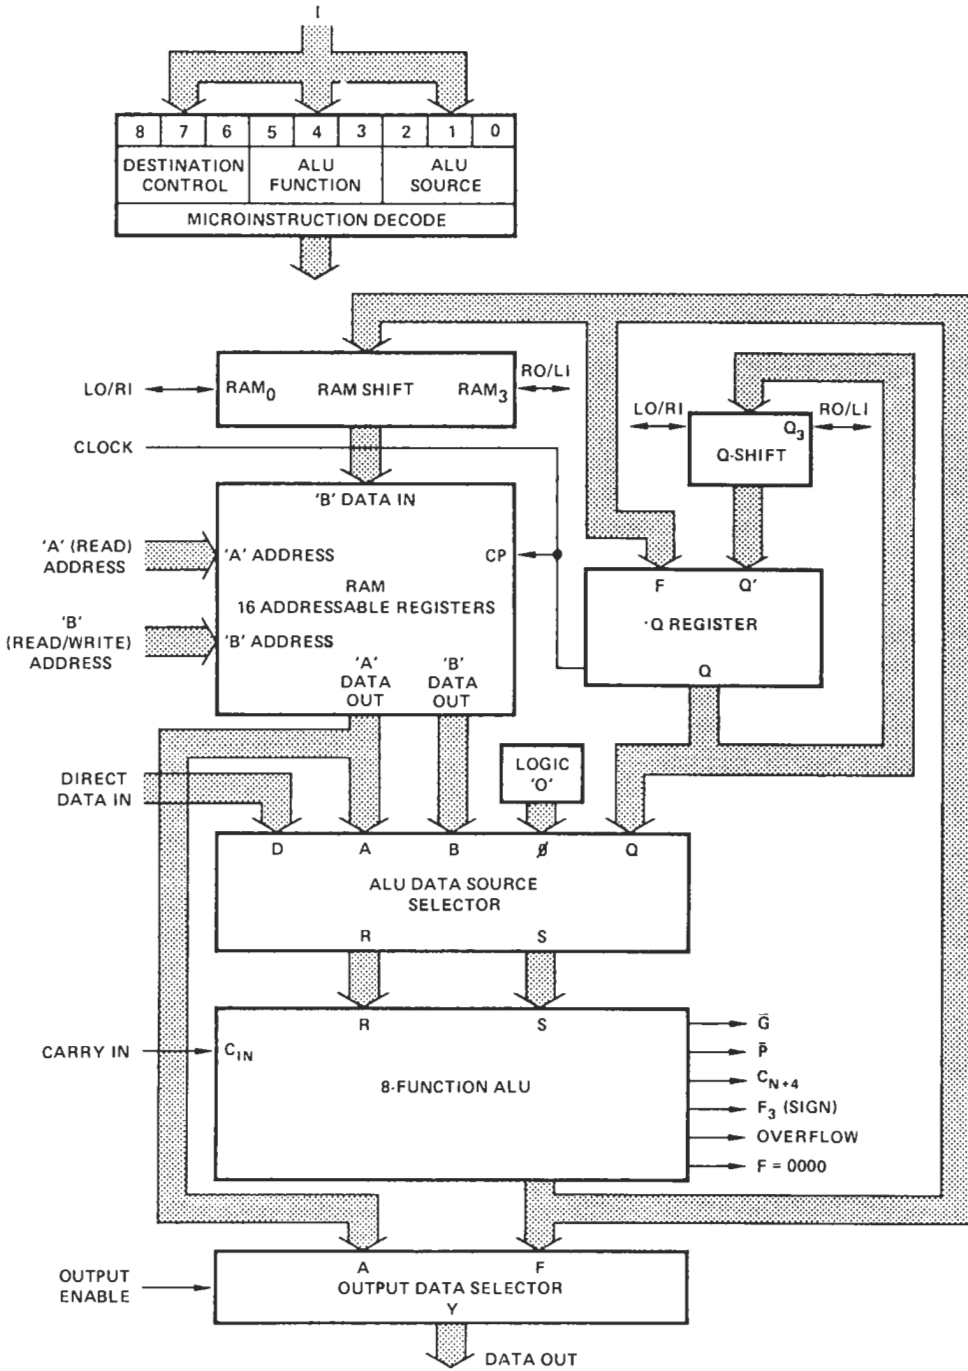 I
8 7 6 5 4 3 2 1 0
DESTINATION
CONTROL
ALU
FUNCTION
ALU
SOURCE
MICROINSTRUCTION DECODE
LO/RI
RAM0
RAM SHIFT
RAM3
RO/LI
LO/RI
Q3
RO/LI
Q-SHIFT
CLOCK
'B' DATA IN
'A' (READ)
ADDRESS
'A' ADDRESS
CP
RAM
16 ADDRESSABLE REGISTERS
'B'
(READ/WRITE)
ADDRESS
'B' ADDRESS
'A'
DATA
OUT
'B'
DATA
OUT
F Q'
'Q REGISTER
Q
LOGIC
'O'
DIRECT
DATA IN
D A B Ø Q
ALU DATA SOURCE
SELECTOR
R S
R S
CARRY IN
CIN
8-FUNCTION ALU
G̅
P̅
CN+4
F3 (SIGN)
OVERFLOW
F = 0000
A F
OUTPUT
ENABLE
OUTPUT DATA SELECTOR
Y
DATA OUT